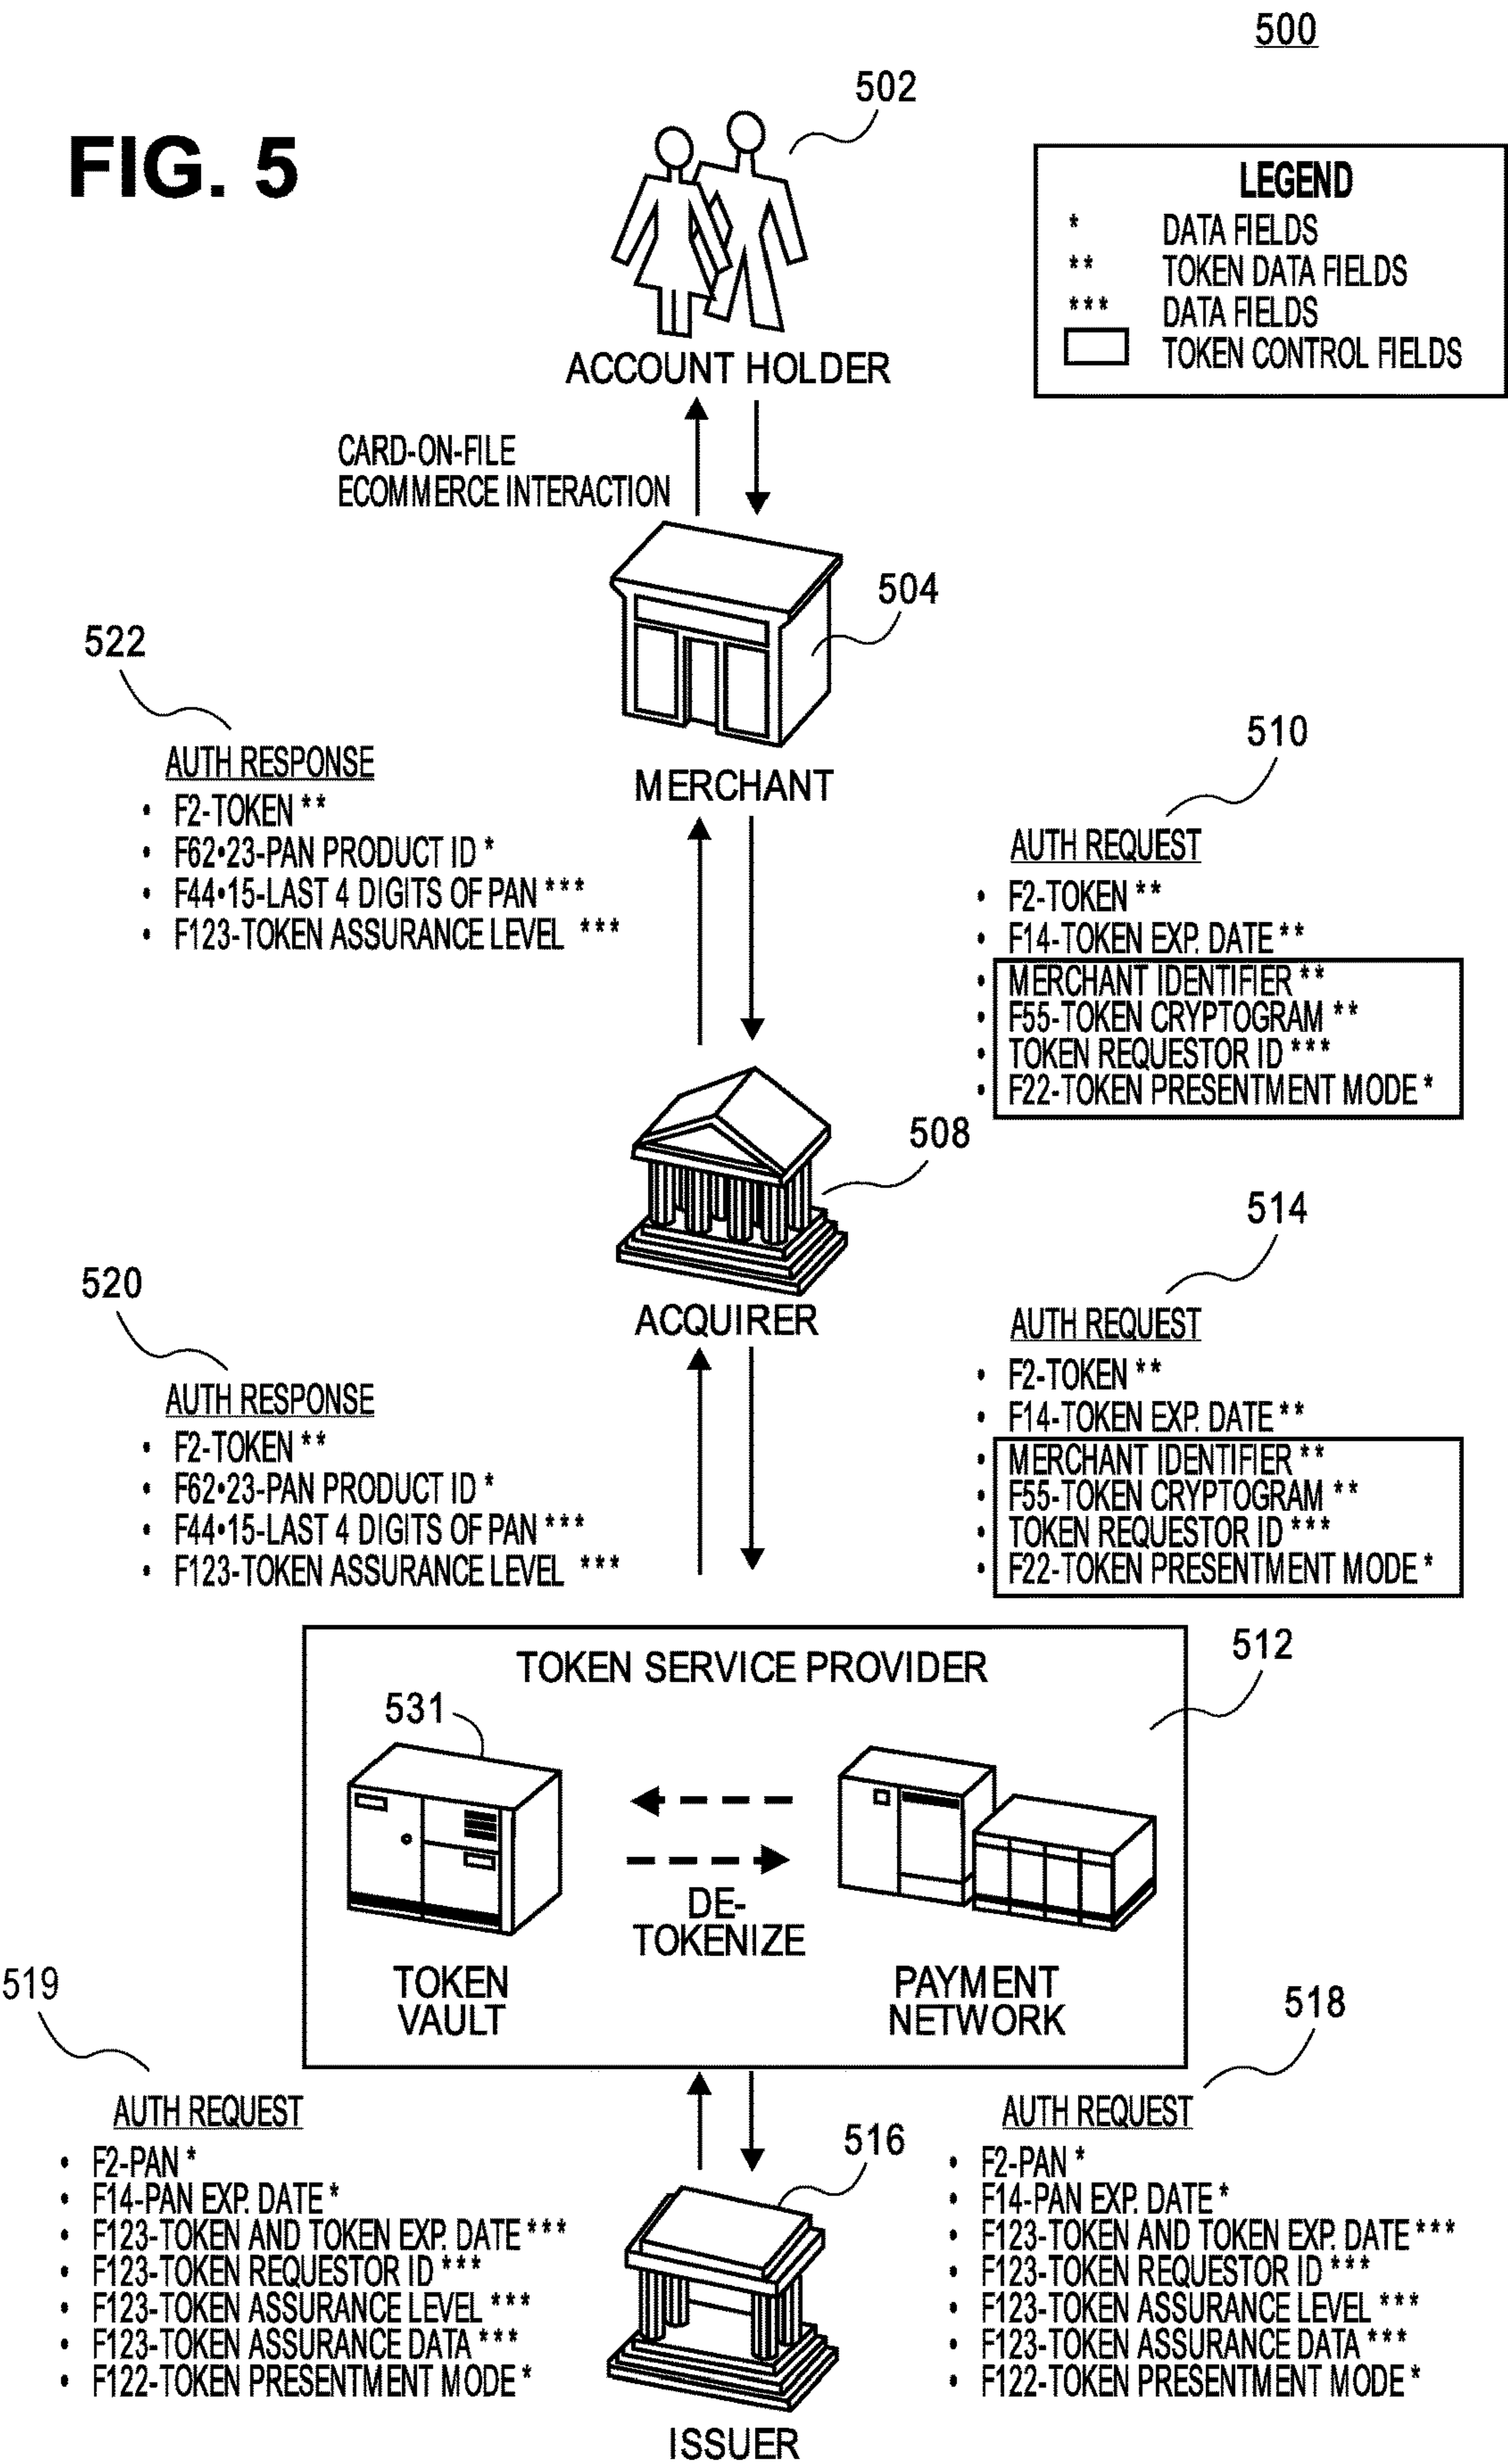 500
502
FIG. 5
LEGEND
* DATA FIELDS
** TOKEN DATA FIELDS
*** DATA FIELDS
TOKEN CONTROL FIELDS
ACCOUNT HOLDER
CARD-ON-FILE
ECOMMERCE INTERACTION
504
MERCHANT
522
AUTH RESPONSE
• F2-TOKEN **
• F62•23-PAN PRODUCT ID *
• F44•15-LAST 4 DIGITS OF PAN ***
• F123-TOKEN ASSURANCE LEVEL ***
510
AUTH REQUEST
• F2-TOKEN **
• F14-TOKEN EXP. DATE **
• MERCHANT IDENTIFIER **
• F55-TOKEN CRYPTOGRAM **
• TOKEN REQUESTOR ID ***
• F22-TOKEN PRESENTMENT MODE *
508
ACQUIRER
520
AUTH RESPONSE
• F2-TOKEN **
• F62•23-PAN PRODUCT ID *
• F44•15-LAST 4 DIGITS OF PAN ***
• F123-TOKEN ASSURANCE LEVEL ***
514
AUTH REQUEST
• F2-TOKEN **
• F14-TOKEN EXP. DATE **
• MERCHANT IDENTIFIER **
• F55-TOKEN CRYPTOGRAM **
• TOKEN REQUESTOR ID ***
• F22-TOKEN PRESENTMENT MODE *
512
TOKEN SERVICE PROVIDER
531
DE-
TOKENIZE
TOKEN
VAULT
PAYMENT
NETWORK
519
AUTH REQUEST
• F2-PAN *
• F14-PAN EXP. DATE *
• F123-TOKEN AND TOKEN EXP. DATE ***
• F123-TOKEN REQUESTOR ID ***
• F123-TOKEN ASSURANCE LEVEL ***
• F123-TOKEN ASSURANCE DATA ***
• F122-TOKEN PRESENTMENT MODE *
518
AUTH REQUEST
• F2-PAN *
• F14-PAN EXP. DATE *
• F123-TOKEN AND TOKEN EXP. DATE ***
• F123-TOKEN REQUESTOR ID ***
• F123-TOKEN ASSURANCE LEVEL ***
• F123-TOKEN ASSURANCE DATA ***
• F122-TOKEN PRESENTMENT MODE *
516
ISSUER